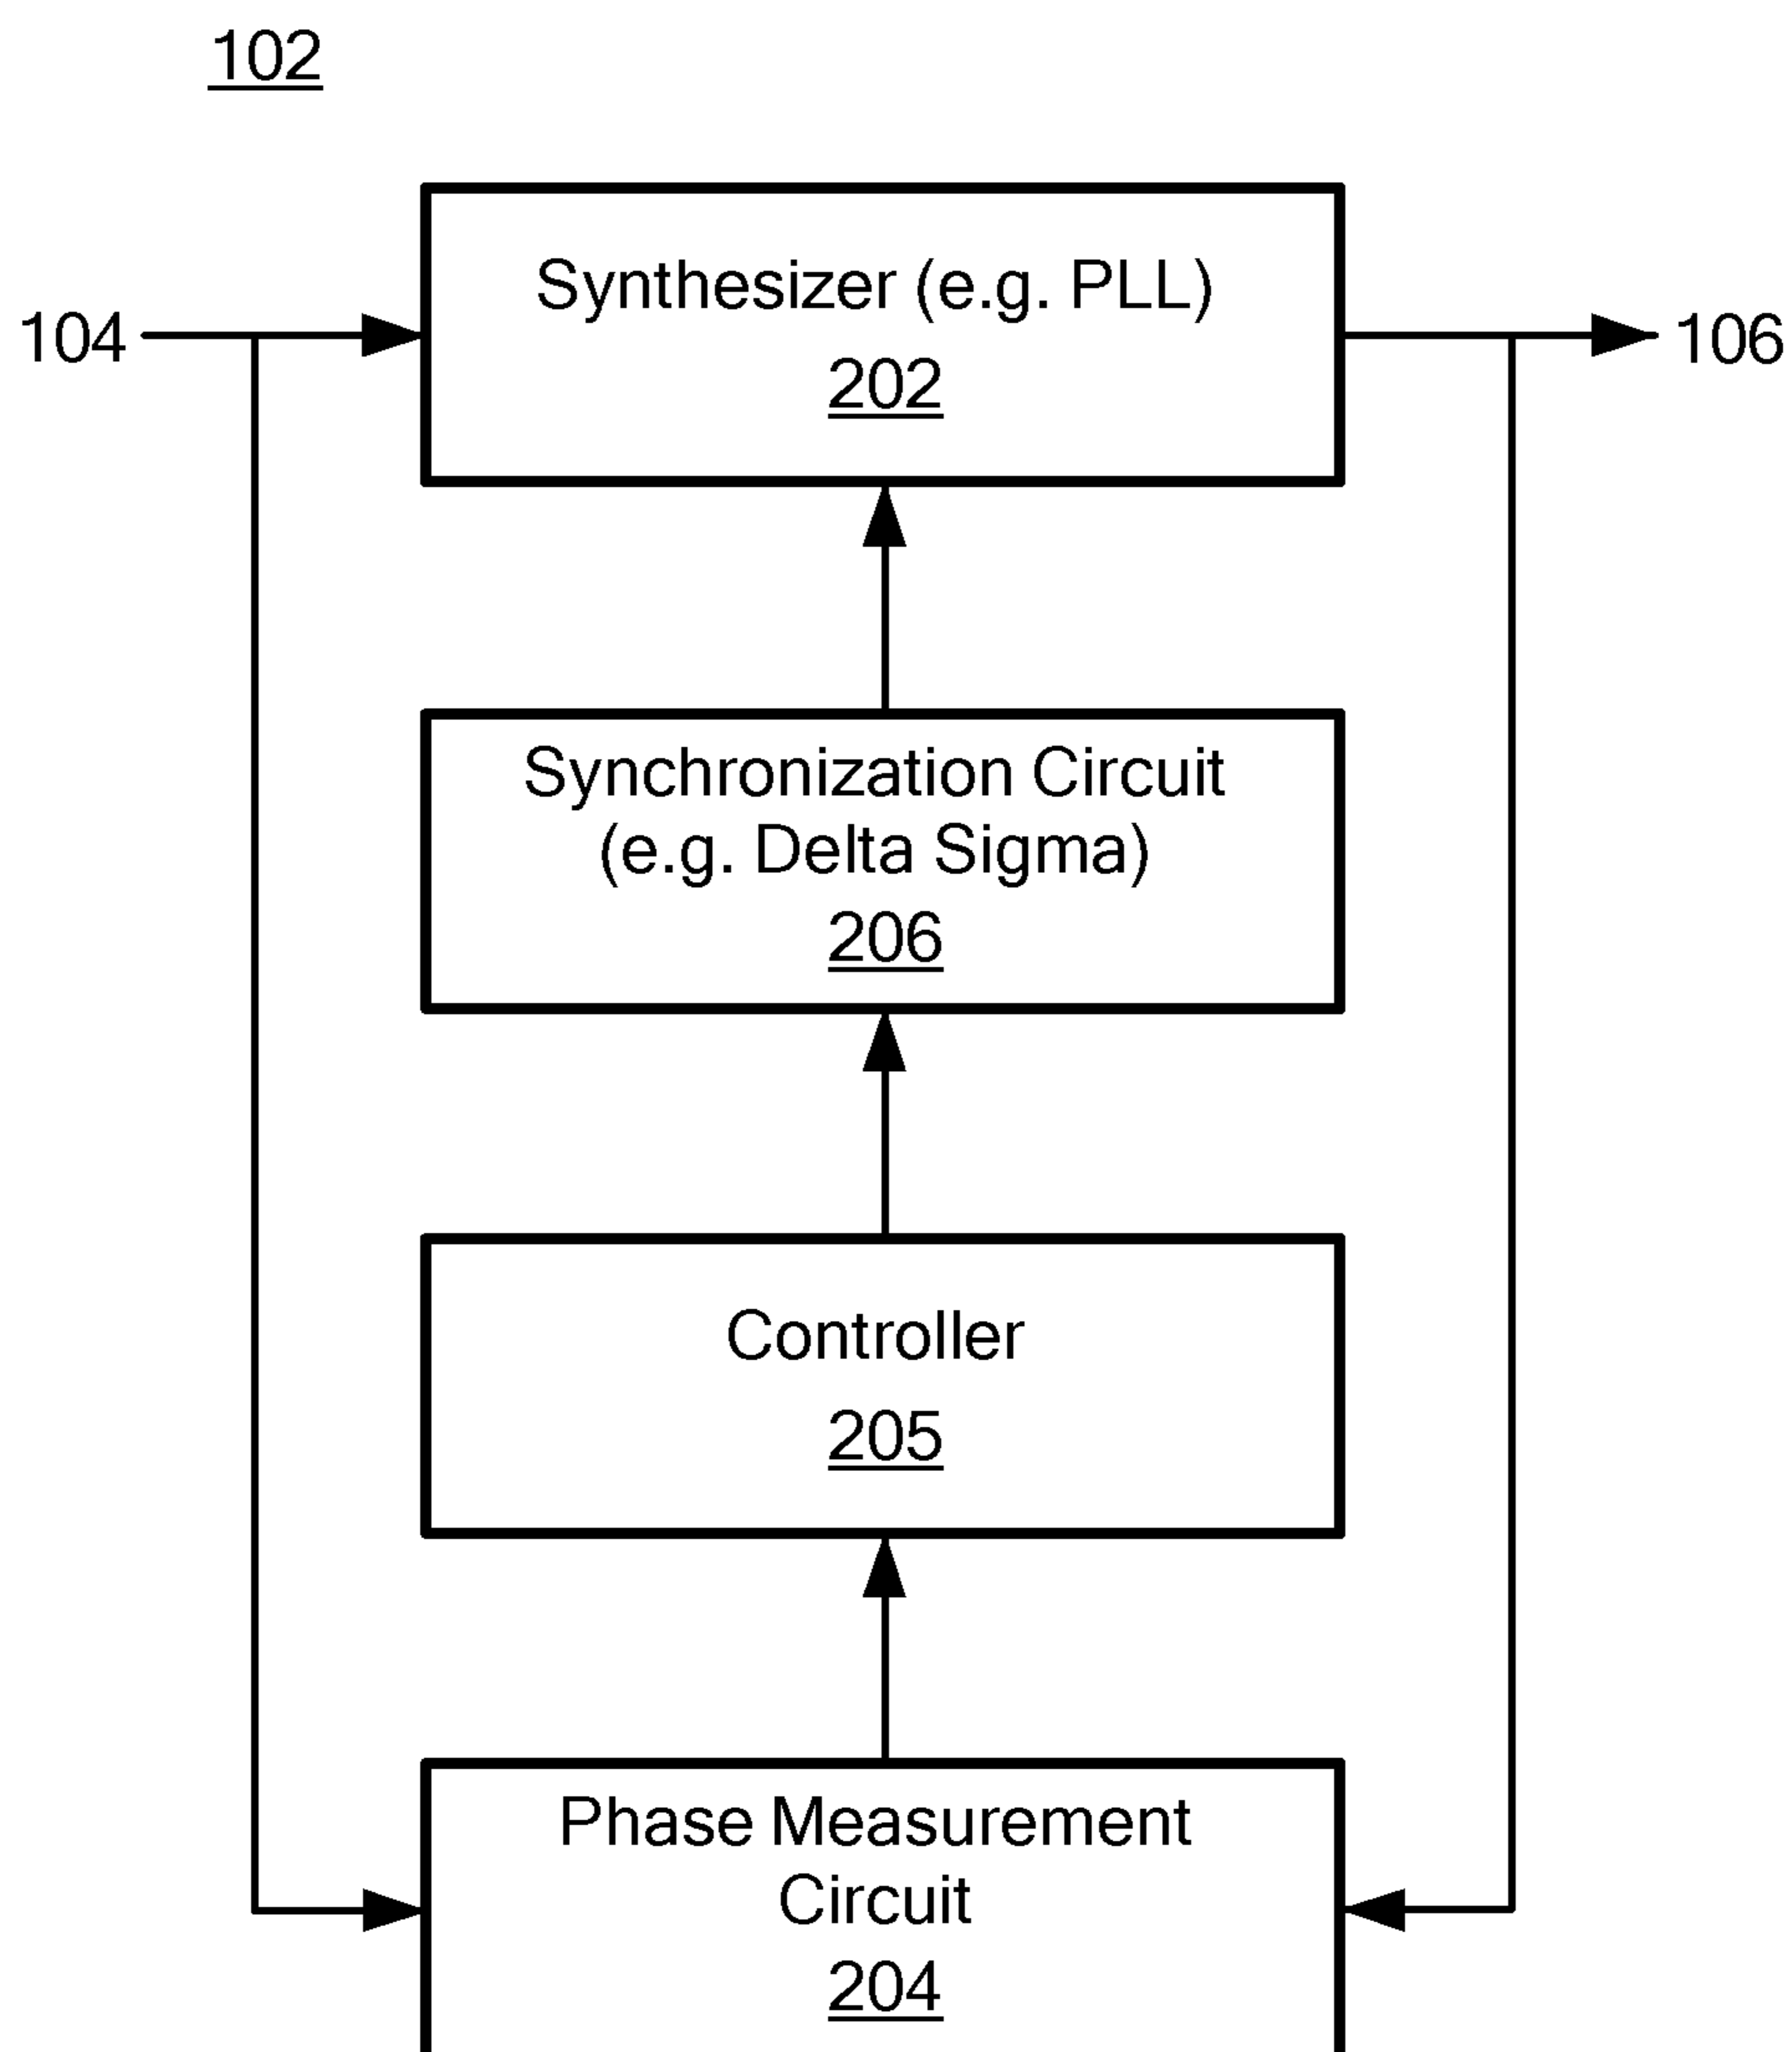 102
Synthesizer (e.g. PLL)
202
104
106
Synchronization Circuit
(e.g. Delta Sigma)
206
Controller
205
Phase Measurement
Circuit
204